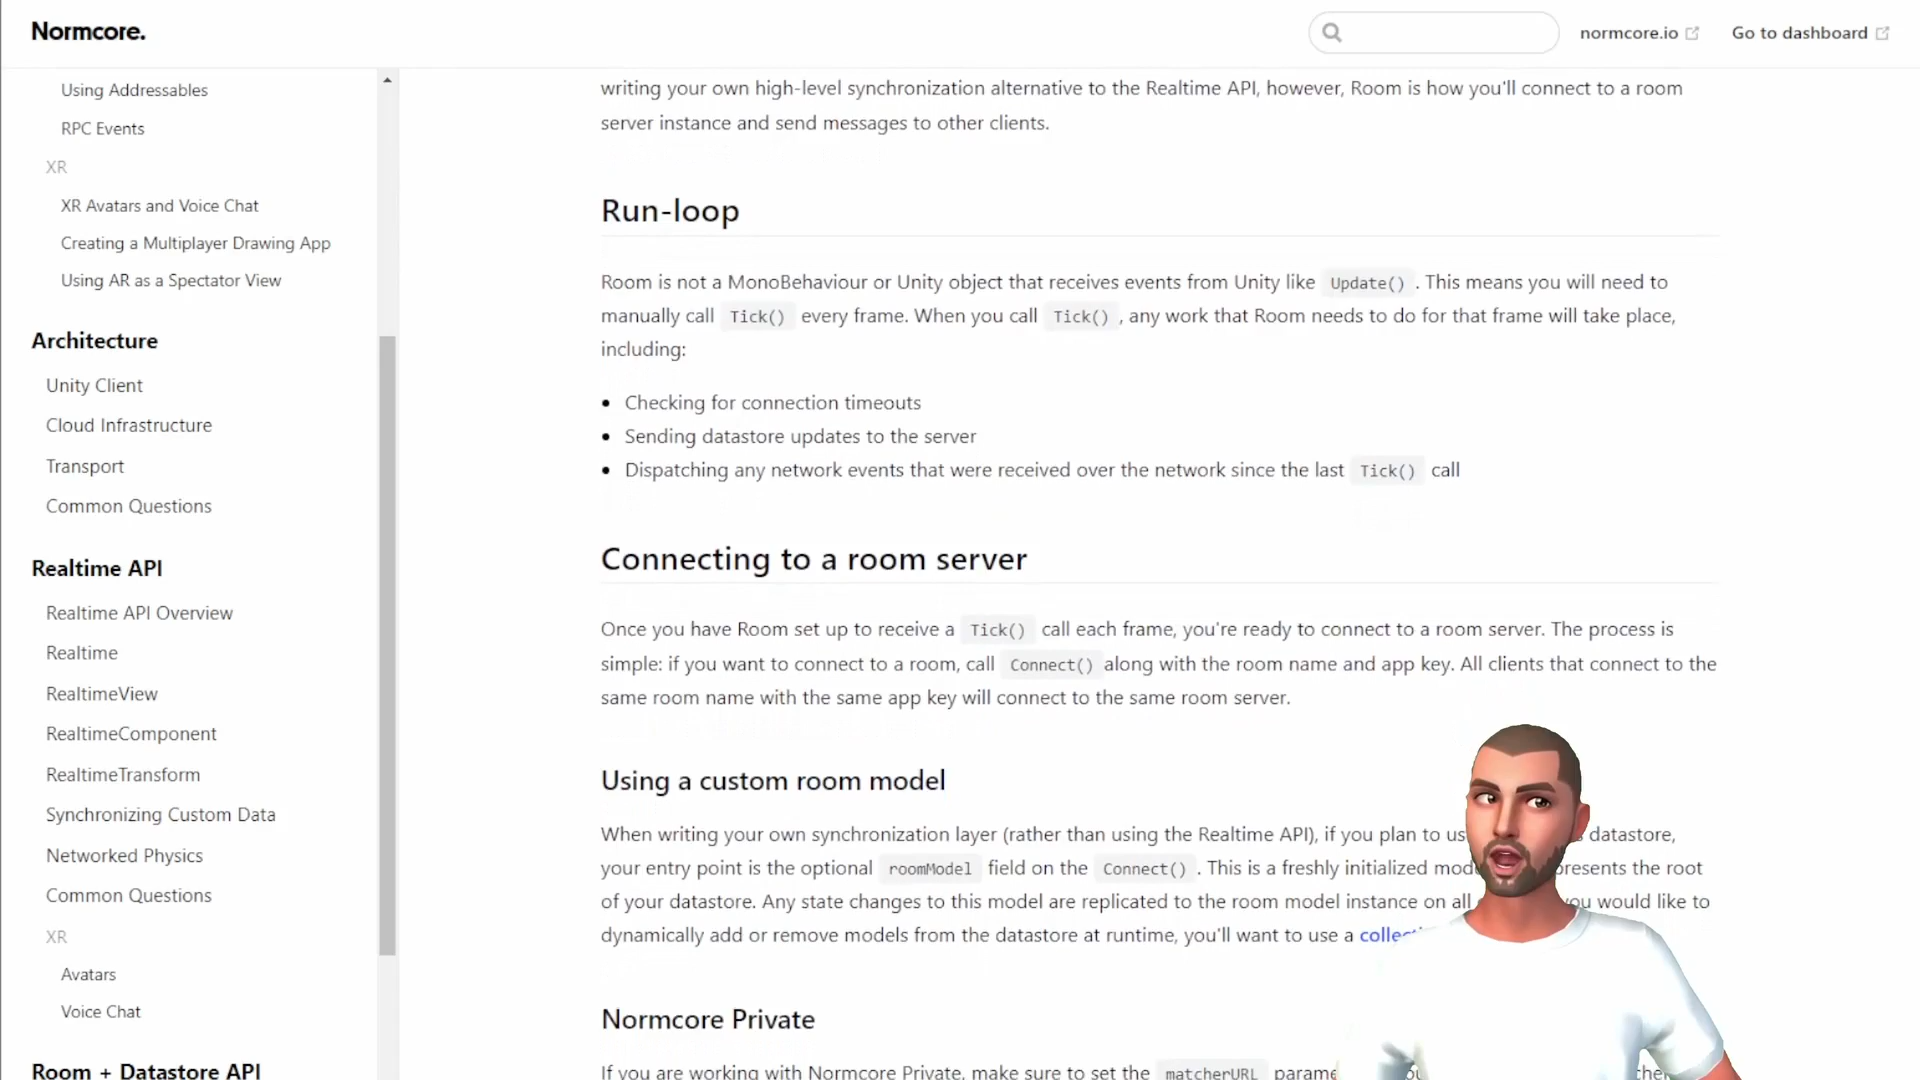 Normcore.
normcore.io
Go to dashboard
Using Addressables
RPC Events
XR
XR Avatars and Voice Chat
Creating a Multiplayer Drawing App
Using AR as a Spectator View
Architecture
Unity Client
Cloud Infrastructure
Transport
Common Questions
Realtime API
Realtime API Overview
Realtime
RealtimeView
RealtimeComponent
RealtimeTransform
Synchronizing Custom Data
Networked Physics
Common Questions
XR
Avatars
Voice Chat
Room + Datastore API
writing your own high-level synchronization alternative to the Realtime API, however, Room is how you'll connect to a room
server instance and send messages to other clients.
Run-loop
Room is not a MonoBehaviour or Unity object that receives events from Unity like Update() . This means you will need to
manually call Tick() every frame. When you call Tick() , any work that Room needs to do for that frame will take place,
including:
• Checking for connection timeouts
• Sending datastore updates to the server
• Dispatching any network events that were received over the network since the last Tick() call
Connecting to a room server
Once you have Room set up to receive a Tick() call each frame, you're ready to connect to a room server. The process is
simple: if you want to connect to a room, call Connect() along with the room name and app key. All clients that connect to the
same room name with the same app key will connect to the same room server.
Using a custom room model
When writing your own synchronization layer (rather than using the Realtime API), if you plan to datastore,
your entry point is the optional roomModel field on the Connect() . This is a freshly initialized the root
of your datastore. Any state changes to this model are replicated to the room model instance on all would like to
dynamically add or remove models from the datastore at runtime, you'll want to use a
Normcore Private
If you are working with Normcore Private, make sure to set the matcherURL